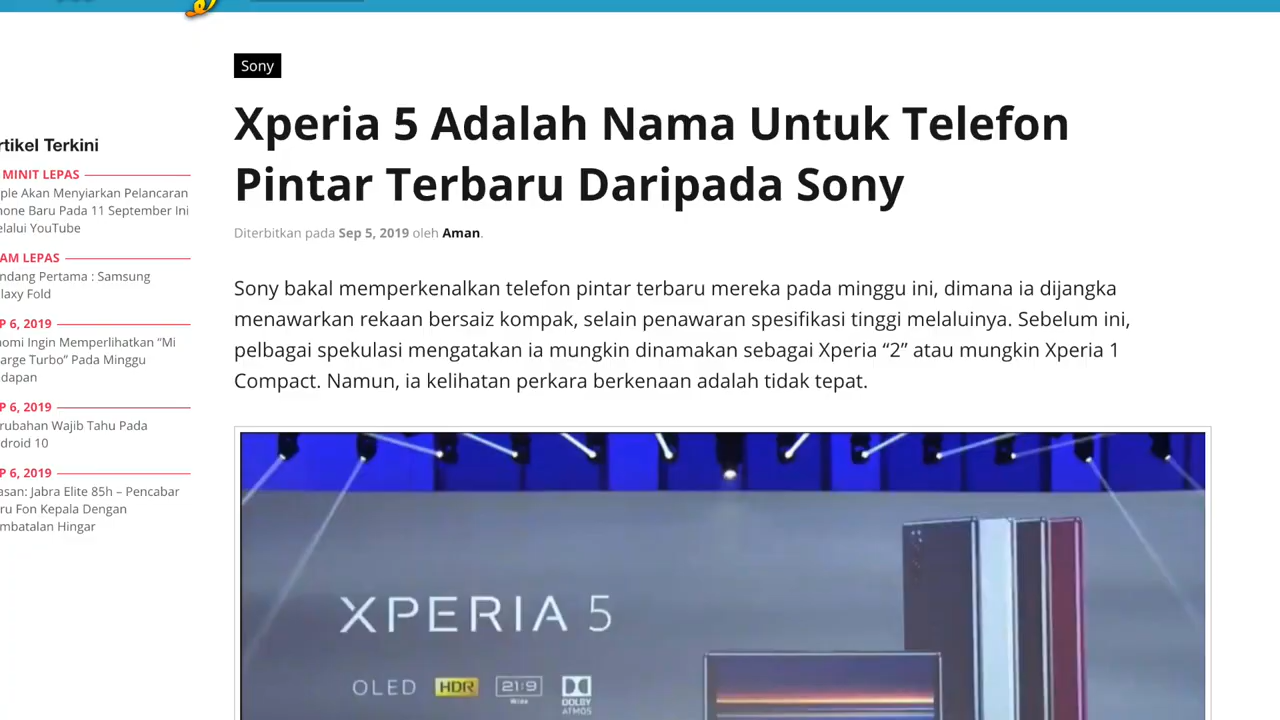 Sony
Xperia 5 Adalah Nama Untuk Telefon
Pintar Terbaru Daripada Sony
Diterbitkan pada Sep 5, 2019 oleh Aman.
Sony bakal memperkenalkan telefon pintar terbaru mereka pada minggu ini, dimana ia dijangka
menawarkan rekaan bersaiz kompak, selain penawaran spesifikasi tinggi melaluinya. Sebelum ini,
pelbagai spekulasi mengatakan ia mungkin dinamakan sebagai Xperia “2” atau mungkin Xperia 1
Compact. Namun, ia kelihatan perkara berkenaan adalah tidak tepat.
rtikel Terkini
MINIT LEPAS
ple Akan Menyiarkan Pelancaran
hone Baru Pada 11 September Ini
elalui YouTube
AM LEPAS
ndang Pertama : Samsung
laxy Fold
P 6, 2019
omi Ingin Memperlihatkan “Mi
arge Turbo” Pada Minggu
dapan
P 6, 2019
rubahan Wajib Tahu Pada
droid 10
P 6, 2019
asan: Jabra Elite 85h – Pencabar
ru Fon Kepala Dengan
mbatalan Hingar
XPERIA 5
OLED HDR 21:9 Wide DOLBY ATMOS